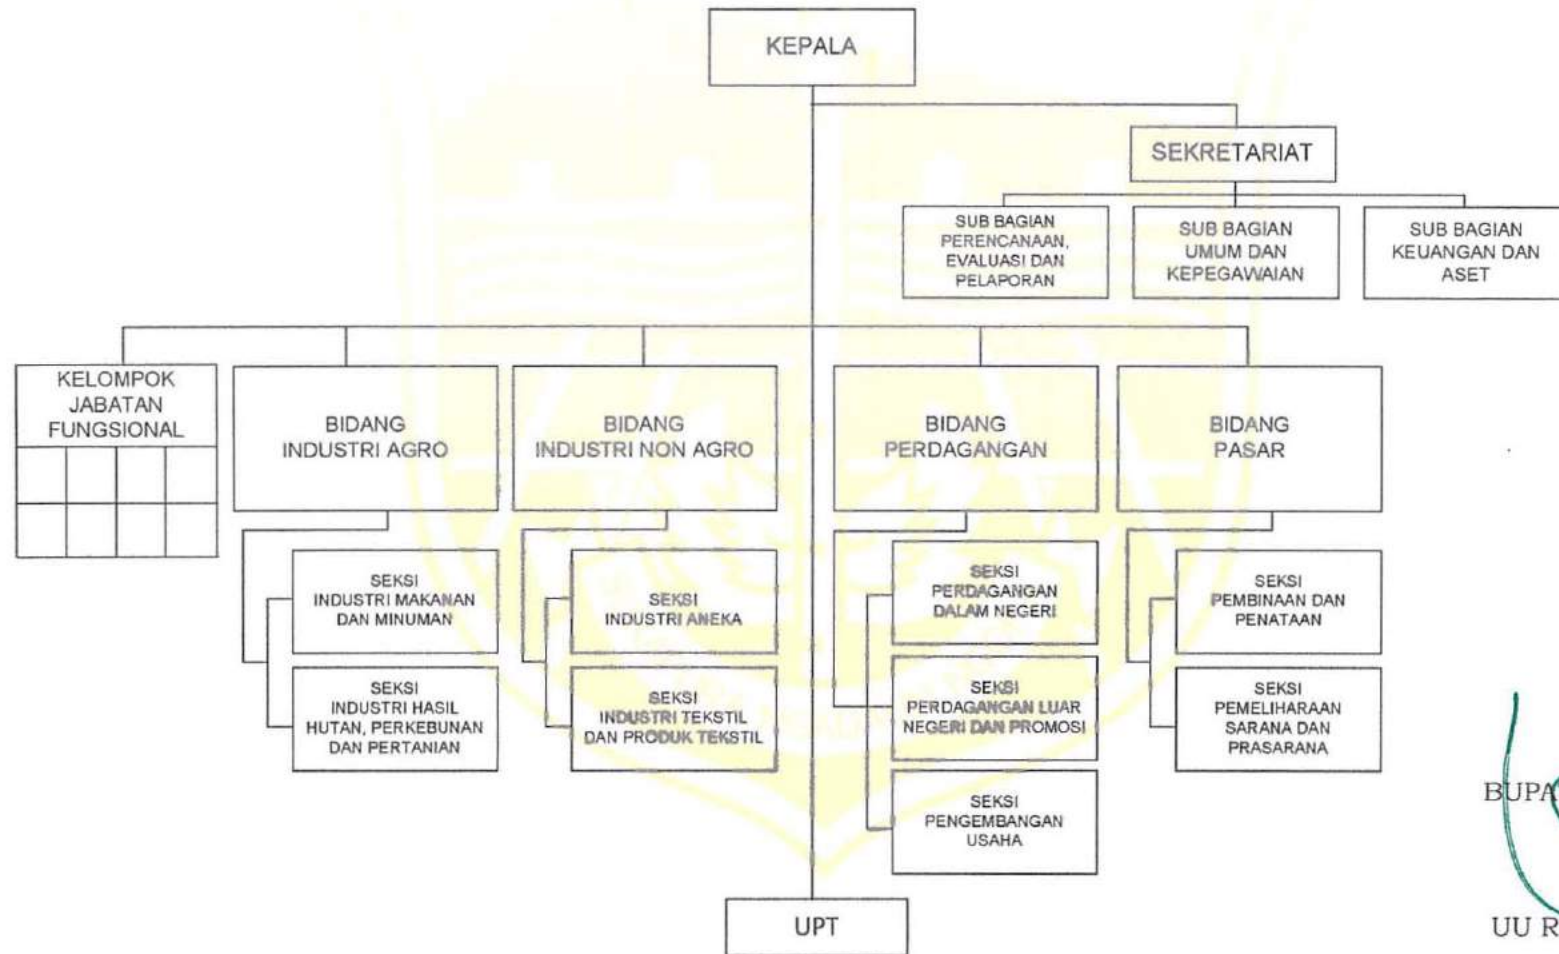 KEPALA
SEKRETARIAT
SUB BAGIAN
PERENCANAAN,
EVALUASI DAN
PELAPORAN
SUB BAGIAN
UMUM DAN
KEPEGAWAIAN
SUB BAGIAN
KEUANGAN DAN
ASET
KELOMPOK
JABATAN
FUNGSIONAL
BIDANG
INDUSTRI AGRO
BIDANG
INDUSTRI NON AGRO
BIDANG
PERDAGANGAN
BIDANG
PASAR
SEKSI
INDUSTRI MAKANAN
DAN MINUMAN
SEKSI
INDUSTRI HASIL
HUTAN, PERKEBUNAN
DAN PERTANIAN
SEKSI
INDUSTRI ANEKA
SEKSI
INDUSTRI TEKSTIL
DAN PRODUK TEKSTIL
SEKSI
PERDAGANGAN
DALAM NEGERI
SEKSI
PERDAGANGAN LUAR
NEGERI DAN PROMOSI
SEKSI
PENGEMBANGAN
USAHA
SEKSI
PEMBINAAN DAN
PENATAAN
SEKSI
PEMELIHARAAN
SARANA DAN
PRASARANA
BUPA
UPT
UU R